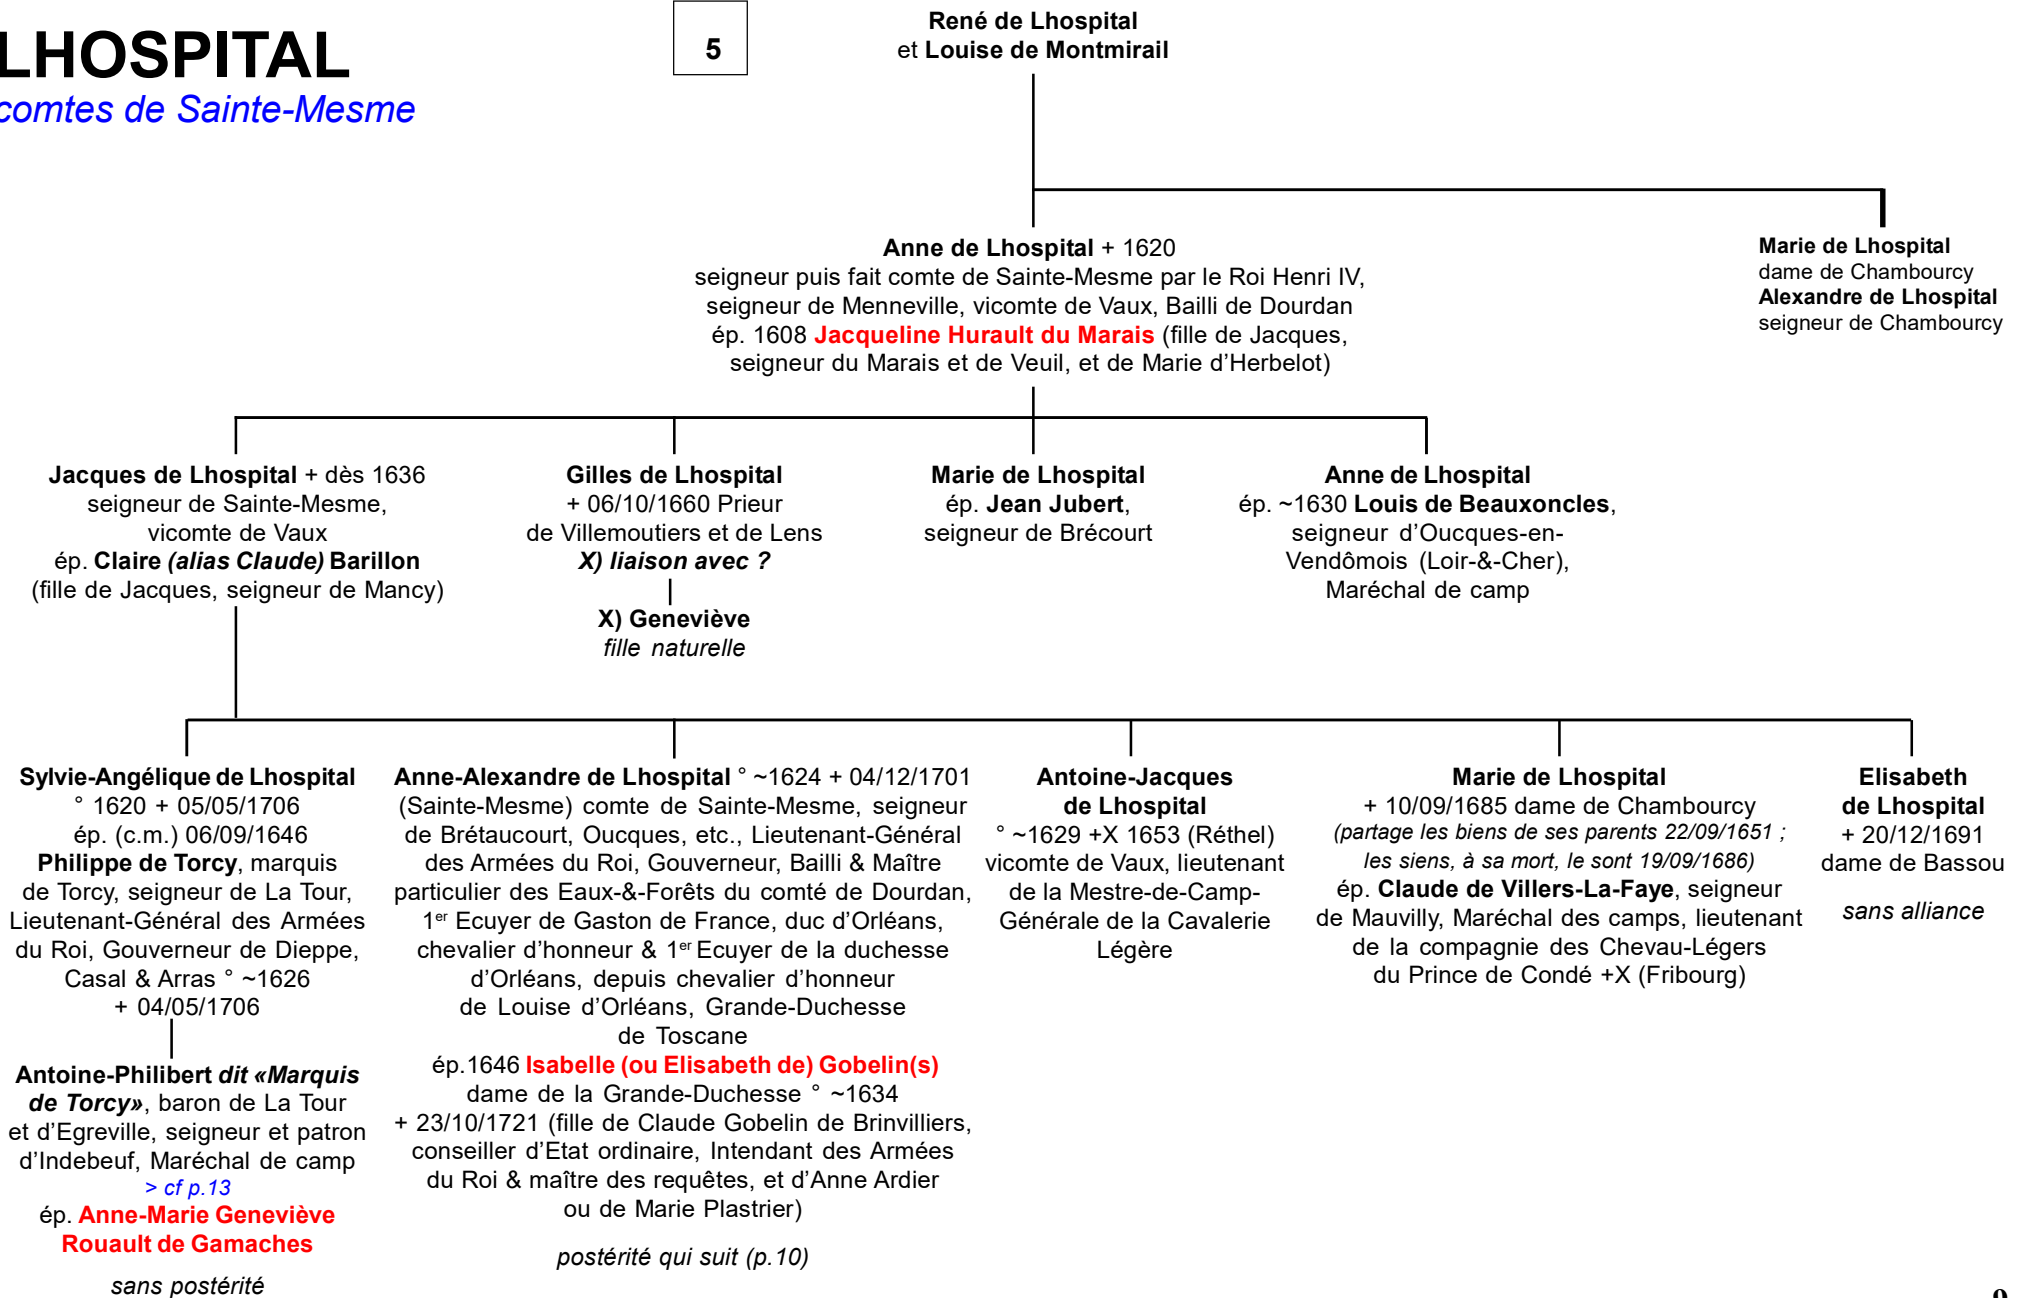 LHOSPITAL
comtes de Sainte-Mesme
5
René de Lhospital
et Louise de Montmirail
Anne de Lhospital + 1620
seigneur puis fait comte de Sainte-Mesme par le Roi Henri IV,
seigneur de Menneville, vicomte de Vaux, Bailli de Dourdan
ép. 1608 Jacqueline Hurault du Marais (fille de Jacques,
seigneur du Marais et de Veuil, et de Marie d’Herbelot)
Marie de Lhospital
dame de Chambourcy
Alexandre de Lhospital
seigneur de Chambourcy
Jacques de Lhospital + dès 1636
seigneur de Sainte-Mesme,
vicomte de Vaux
ép. Claire (alias Claude) Barillon
(fille de Jacques, seigneur de Mancy)
Gilles de Lhospital
+ 06/10/1660 Prieur
de Villemoutiers et de Lens
X) liaison avec ?
X) Geneviève
fille naturelle
Marie de Lhospital
ép. Jean Jubert,
seigneur de Brécourt
Anne de Lhospital
ép. ~1630 Louis de Beauxoncles,
seigneur d’Oucques-en-
Vendômois (Loir-&-Cher),
Maréchal de camp
Sylvie-Angélique de Lhospital
° 1620 + 05/05/1706
ép. (c.m.) 06/09/1646
Philippe de Torcy, marquis
de Torcy, seigneur de La Tour,
Lieutenant-Général des Armées
du Roi, Gouverneur de Dieppe,
Casal & Arras ° ~1626
+ 04/05/1706
Antoine-Philibert dit «Marquis
de Torcy», baron de La Tour
et d’Egreville, seigneur et patron
d’Indebeuf, Maréchal de camp
> cf p.13
ép. Anne-Marie Geneviève
Rouault de Gamaches
sans postérité
Anne-Alexandre de Lhospital ° ~1624 + 04/12/1701
(Sainte-Mesme) comte de Sainte-Mesme, seigneur
de Brétaucourt, Oucques, etc., Lieutenant-Général
des Armées du Roi, Gouverneur, Bailli & Maître
particulier des Eaux-&-Forêts du comté de Dourdan,
1er Ecuyer de Gaston de France, duc d’Orléans,
chevalier d’honneur & 1er Ecuyer de la duchesse
d’Orléans, depuis chevalier d’honneur
de Louise d’Orléans, Grande-Duchesse
de Toscane
ép.1646 Isabelle (ou Elisabeth de) Gobelin(s)
dame de la Grande-Duchesse ° ~1634
+ 23/10/1721 (fille de Claude Gobelin de Brinvilliers,
conseiller d’Etat ordinaire, Intendant des Armées
du Roi & maître des requêtes, et d’Anne Ardier
ou de Marie Plastrier)
postérité qui suit (p.10)
Antoine-Jacques
de Lhospital
° ~1629 +X 1653 (Réthel)
vicomte de Vaux, lieutenant
de la Mestre-de-Camp-
Générale de la Cavalerie
Légère
Marie de Lhospital
+ 10/09/1685 dame de Chambourcy
(partage les biens de ses parents 22/09/1651 ;
les siens, à sa mort, le sont 19/09/1686)
ép. Claude de Villers-La-Faye, seigneur
de Mauvilly, Maréchal des camps, lieutenant
de la compagnie des Chevau-Légers
du Prince de Condé +X (Fribourg)
Elisabeth
de Lhospital
+ 20/12/1691
dame de Bassou
sans alliance
9